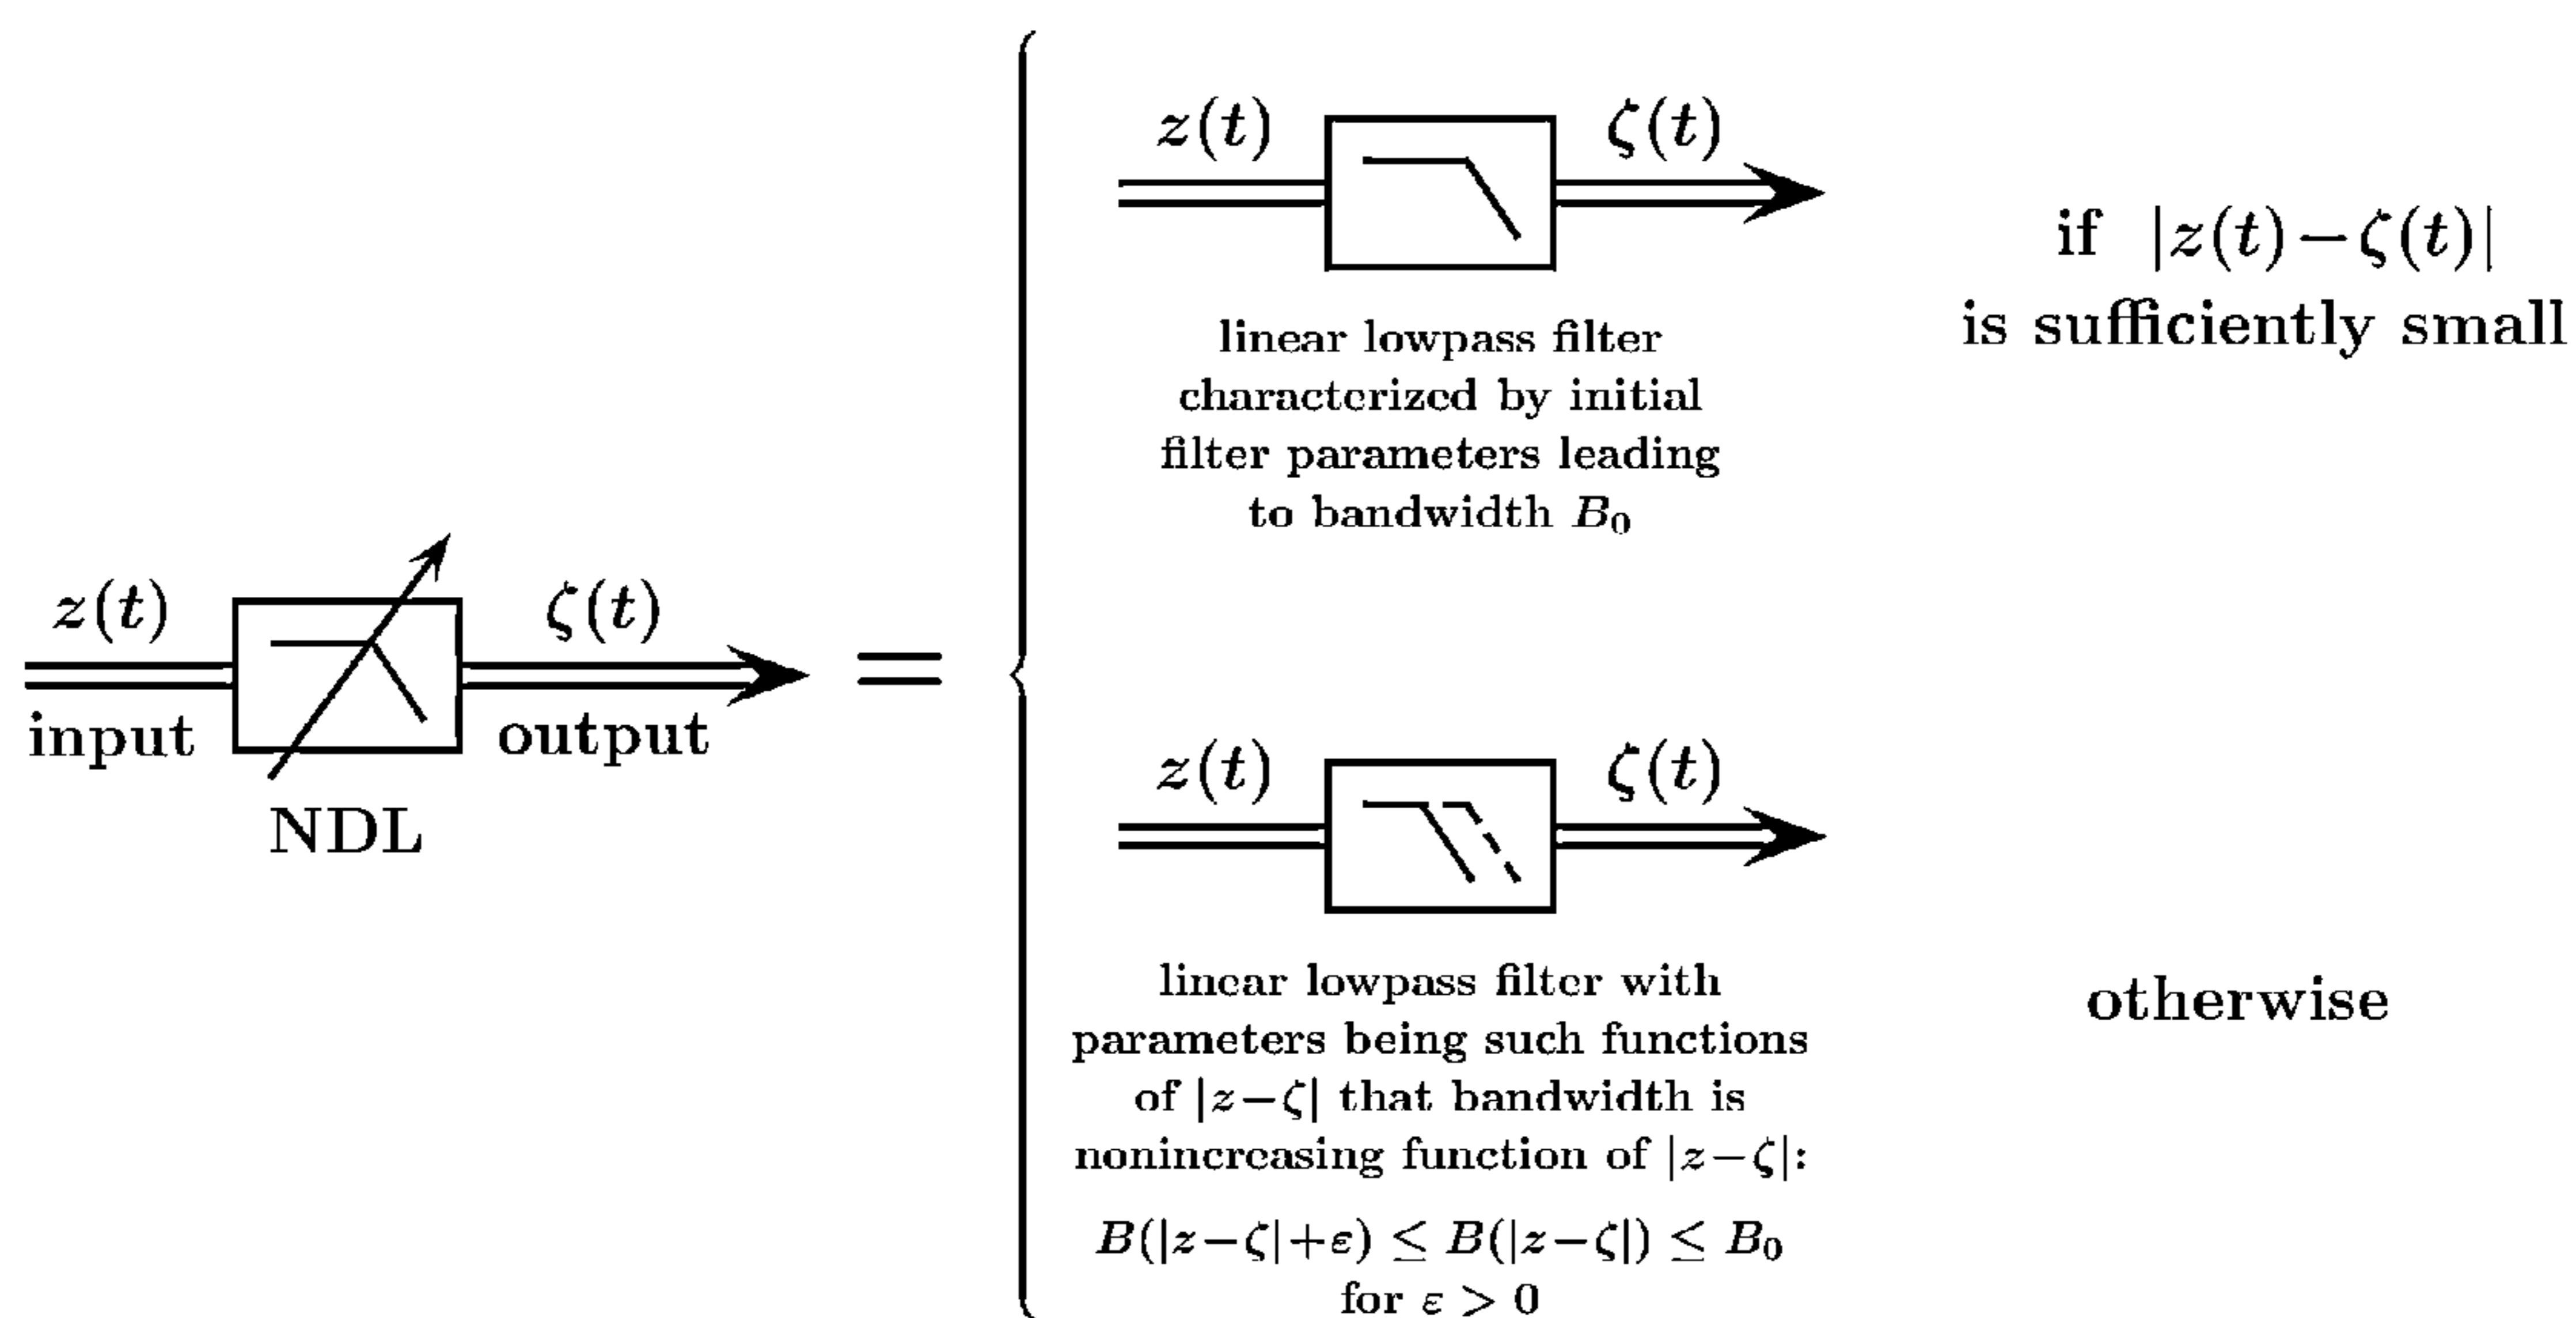 z(t)
ζ(t)
input
output
NDL
=
z(t)
ζ(t)
linear lowpass filter
characterized by initial
filter parameters leading
to bandwidth B₀
if |z(t)−ζ(t)|
is sufficiently small
z(t)
ζ(t)
linear lowpass filter with
parameters being such functions
of |z−ζ| that bandwidth is
nonincreasing function of |z−ζ|:
B(|z−ζ|+ε) ≤ B(|z−ζ|) ≤ B₀
for ε > 0
otherwise